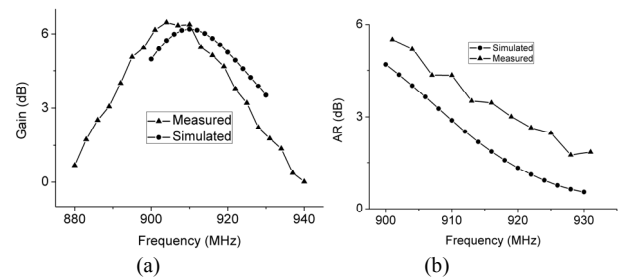 6
3
0
Gain (dB)
Measured
Simulated
880
900
920
940
Frequency (MHz)
(a)
6
3
0
AR (dB)
Simulated
Measured
900
910
920
930
Frequency (MHz)
(b)